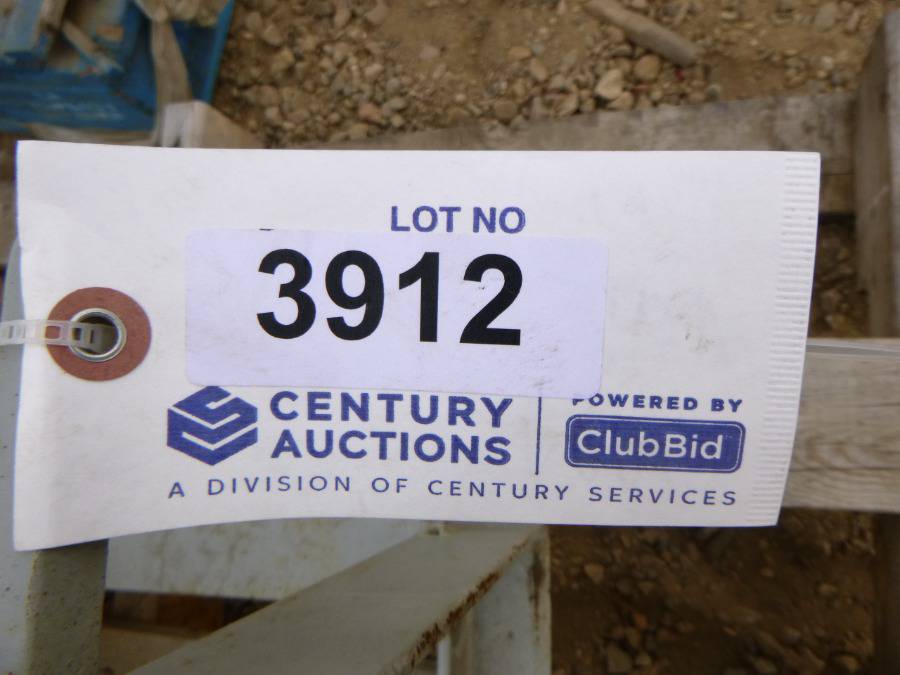 LOT NO
3912
CENTURY
AUCTIONS
POWERED BY
ClubBid
A DIVISION OF CENTURY SERVICES